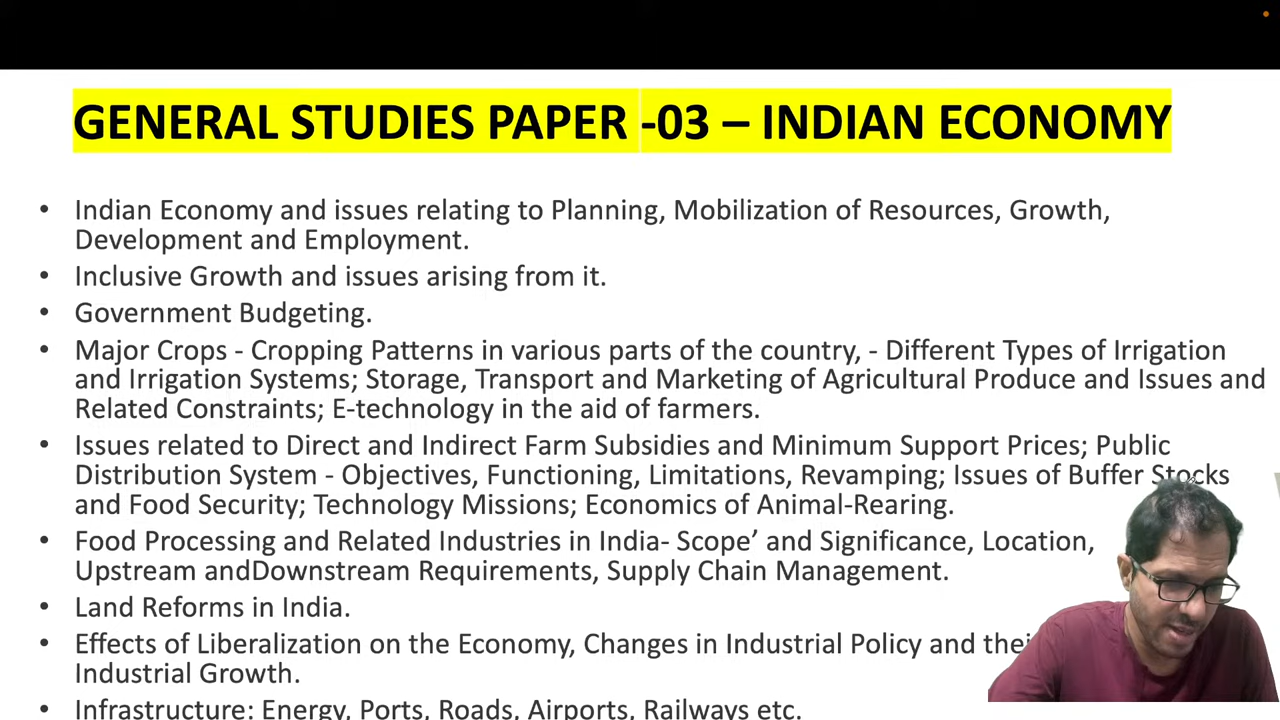 GENERAL STUDIES PAPER -03 – INDIAN ECONOMY
• Indian Economy and issues relating to Planning, Mobilization of Resources, Growth,
Development and Employment.
• Inclusive Growth and issues arising from it.
• Government Budgeting.
• Major Crops - Cropping Patterns in various parts of the country, - Different Types of Irrigation
and Irrigation Systems; Storage, Transport and Marketing of Agricultural Produce and Issues and
Related Constraints; E-technology in the aid of farmers.
• Issues related to Direct and Indirect Farm Subsidies and Minimum Support Prices; Public
Distribution System - Objectives, Functioning, Limitations, Revamping; Issues of Buffer Stocks
and Food Security; Technology Missions; Economics of Animal-Rearing.
• Food Processing and Related Industries in India- Scope’ and Significance, Location,
Upstream andDownstream Requirements, Supply Chain Management.
• Land Reforms in India.
• Effects of Liberalization on the Economy, Changes in Industrial Policy and
Industrial Growth.
• Infrastructure: Energy, Ports, Roads, Airports, Railways etc.